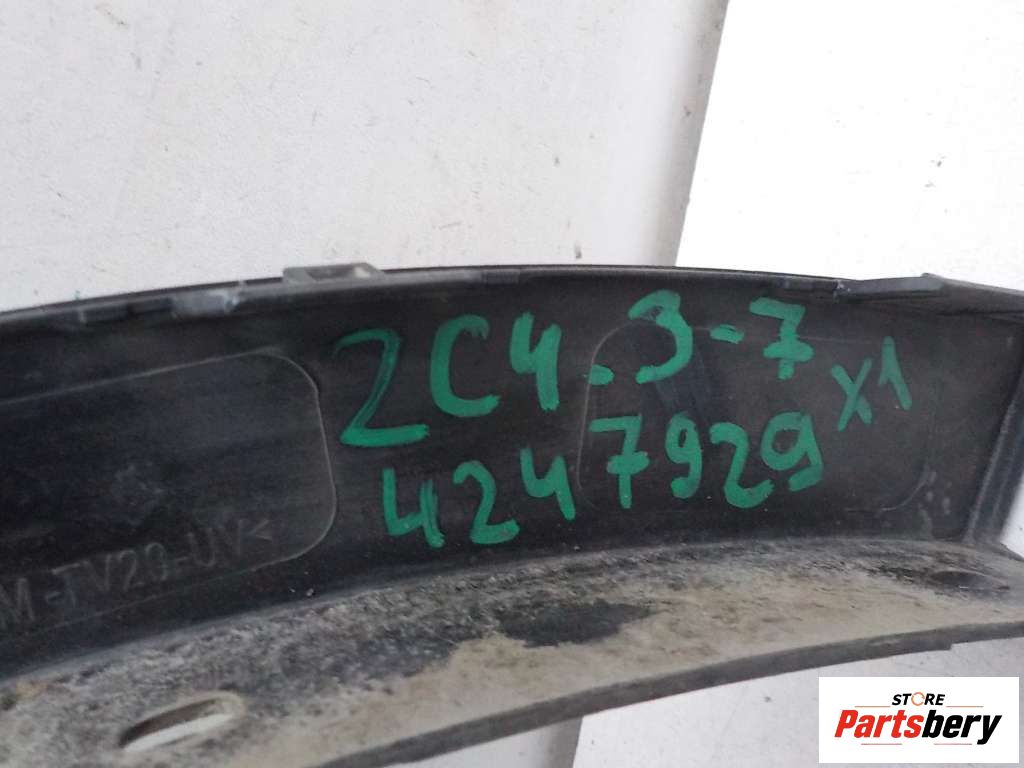 2C4.3-7
x1
4247929
M-TV20-UV<
STORE
Partsbery